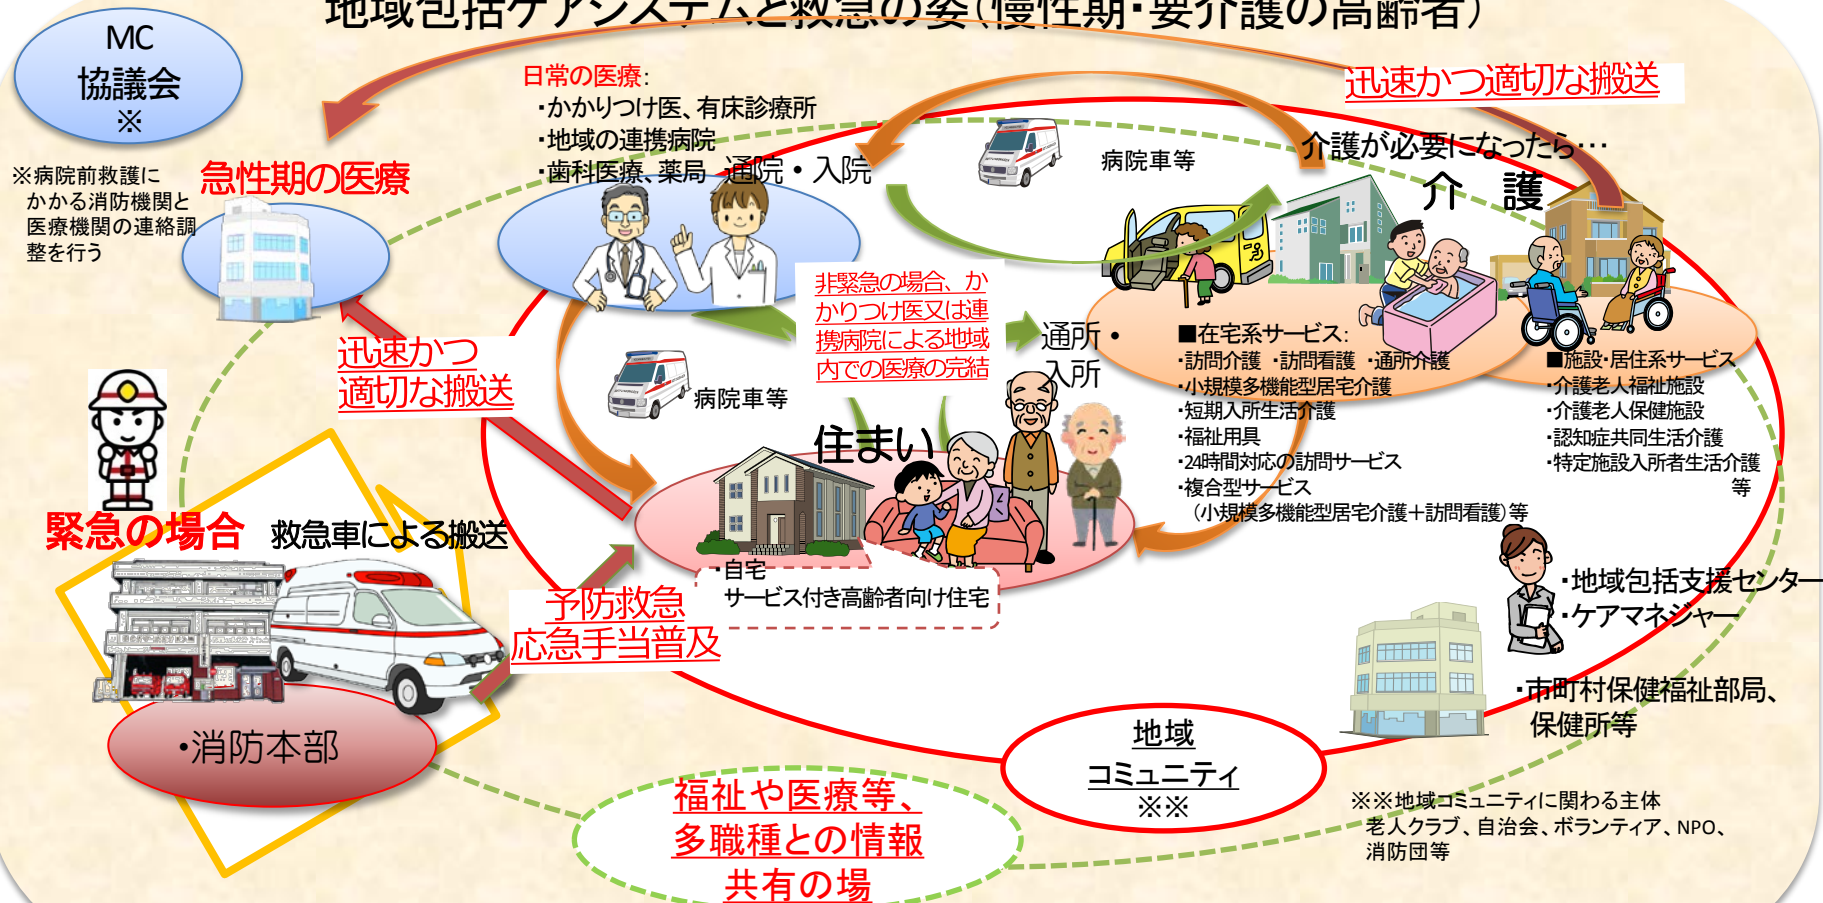 地域包括ケアシステムと救急の姿(慢性期・要介護の高齢者)
MC
協議会
※
※病院前救護に
かかる消防機関と
医療機関の連絡調
整を行う
急性期の医療
日常の医療:
・かかりつけ医、有床診療所
・地域の連携病院
・歯科医療、薬局
通院・入院
病院車等
迅速かつ適切な搬送
介護が必要になったら…
介 護
非緊急の場合、か
かりつけ医又は連
携病院による地域
内での医療の完結
通所・
入所
■在宅系サービス:
・訪問介護 ・訪問看護 ・通所介護
・小規模多機能型居宅介護
・短期入所生活介護
・福祉用具
・24時間対応の訪問サービス
・複合型サービス
(小規模多機能型居宅介護+訪問看護)等
■施設・居住系サービス
・介護老人福祉施設
・介護老人保健施設
・認知症共同生活介護
・特定施設入所者生活介護
等
迅速かつ
適切な搬送
病院車等
住まい
・自宅
サービス付き高齢者向け住宅
緊急の場合
救急車による搬送
予防救急
応急手当普及
・消防本部
・地域包括支援センター
・ケアマネジャー
・市町村保健福祉部局、
保健所等
地域
コミュニティ
※※
福祉や医療等、
多職種との情報
共有の場
※※地域コミュニティに関わる主体
老人クラブ、自治会、ボランティア、NPO、
消防団等